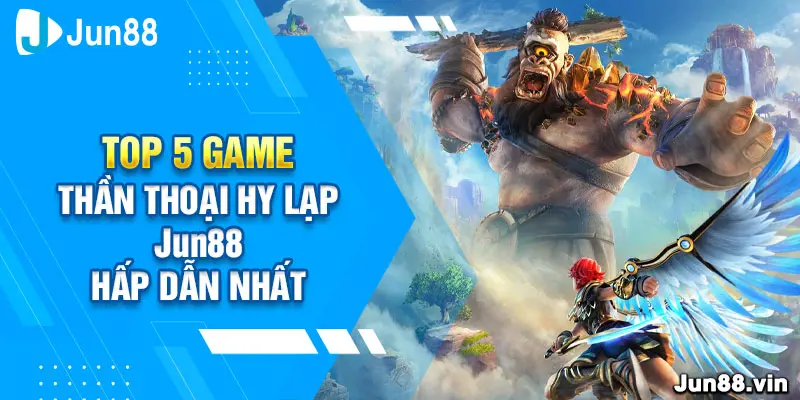 Jun88
TOP 5 GAME
THẦN THOẠI HY LẠP
Jun88
HẤP DẪN NHẤT
Jun88.vin